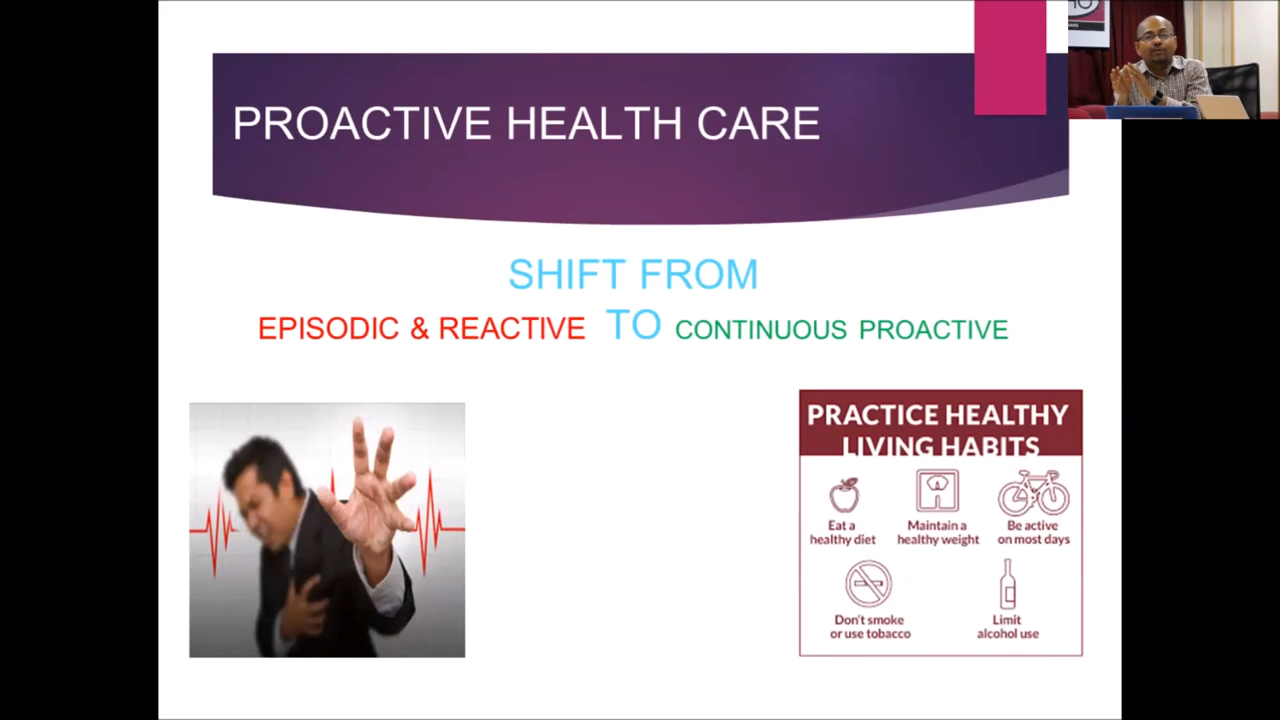 PROACTIVE HEALTH CARE
SHIFT FROM
EPISODIC & REACTIVE TO CONTINUOUS PROACTIVE
PRACTICE HEALTHY
LIVING HABITS
Eat a
healthy diet
Maintain a
healthy weight
Be active
on most days
Don't smoke
or use tobacco
Limit
alcohol use